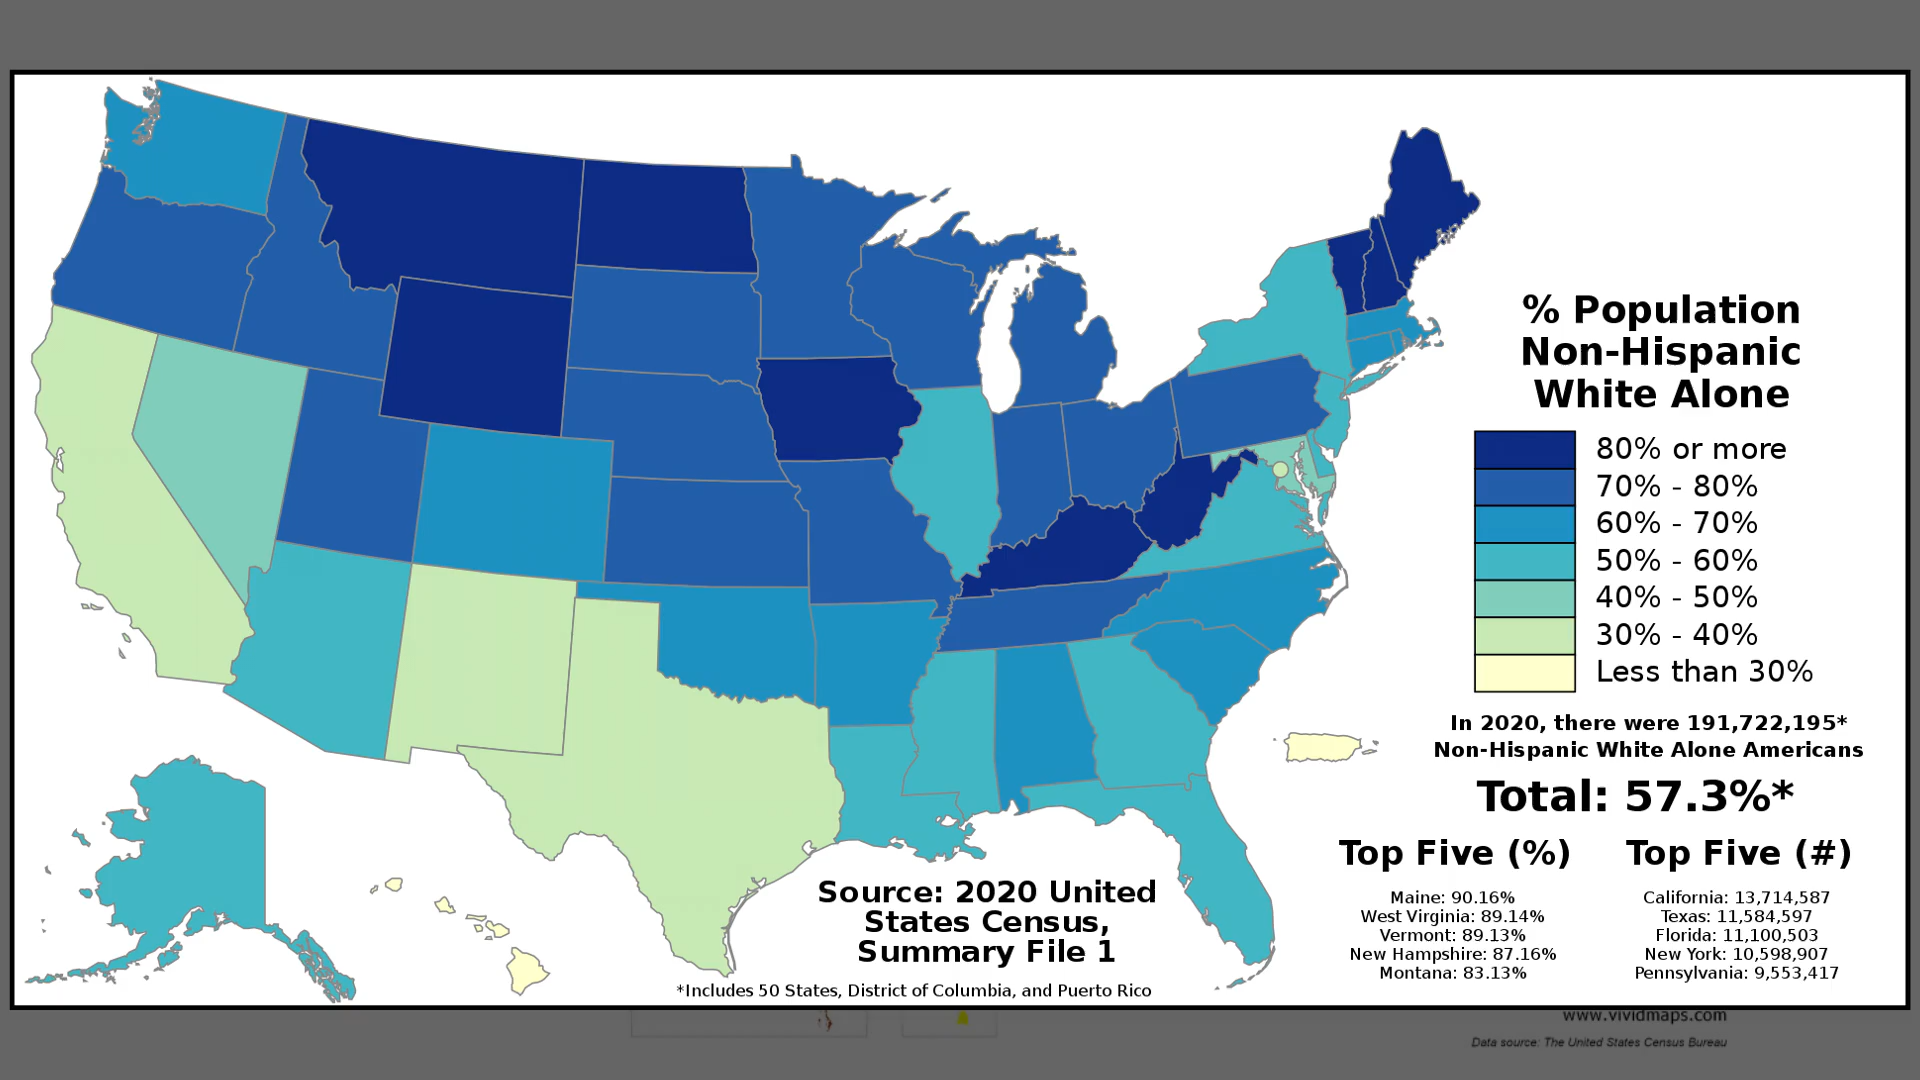 % Population
Non-Hispanic
White Alone
80% or more
70% - 80%
60% - 70%
50% - 60%
40% - 50%
30% - 40%
Less than 30%
In 2020, there were 191,722,195*
Non-Hispanic White Alone Americans
Total: 57.3%*
Top Five (%)
Maine: 90.16%
West Virginia: 89.14%
Vermont: 89.13%
New Hampshire: 87.16%
Montana: 83.13%
Top Five (#)
California: 13,714,587
Texas: 11,584,597
Florida: 11,100,503
New York: 10,598,907
Pennsylvania: 9,553,417
Source: 2020 United
States Census,
Summary File 1
*Includes 50 States, District of Columbia, and Puerto Rico
www.vividmaps.com
Data source: The United States Census Bureau